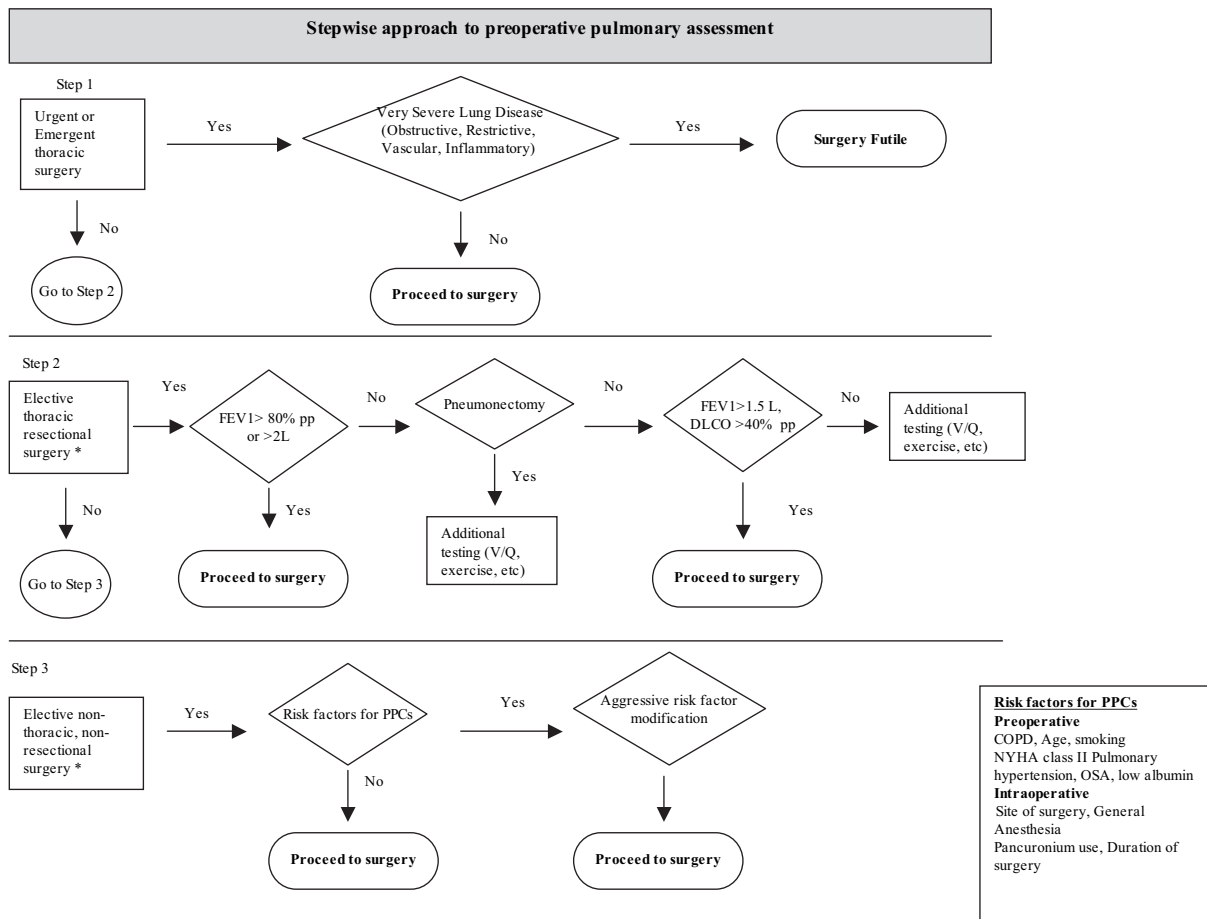 Stepwise approach to preoperative pulmonary assessment
Step 1
Urgent or
Emergent
thoracic
surgery
Yes
Very Severe Lung Disease
(Obstructive, Restrictive,
Vascular, Inflammatory)
Yes
Surgery Futile
No
No
Go to Step 2
Proceed to surgery
Step 2
Elective
thoracic
resectional
surgery *
Yes
FEV1> 80% pp
or >2L
No
Pneumonectomy
No
FEV1>1.5 L,
DLCO >40% pp
No
Additional
testing (V/Q,
exercise, etc)
No
Yes
Yes
Yes
Go to Step 3
Proceed to surgery
Additional
testing (V/Q,
exercise, etc)
Proceed to surgery
Step 3
Elective non-
thoracic, non-
resectional
surgery *
Yes
Risk factors for PPCs
Yes
Aggressive risk factor
modification
No
Proceed to surgery
Proceed to surgery
Risk factors for PPCs
Preoperative
COPD, Age, smoking
NYHA class II Pulmonary
hypertension, OSA, low albumin
Intraoperative
Site of surgery, General
Anesthesia
Pancuronium use, Duration of
surgery